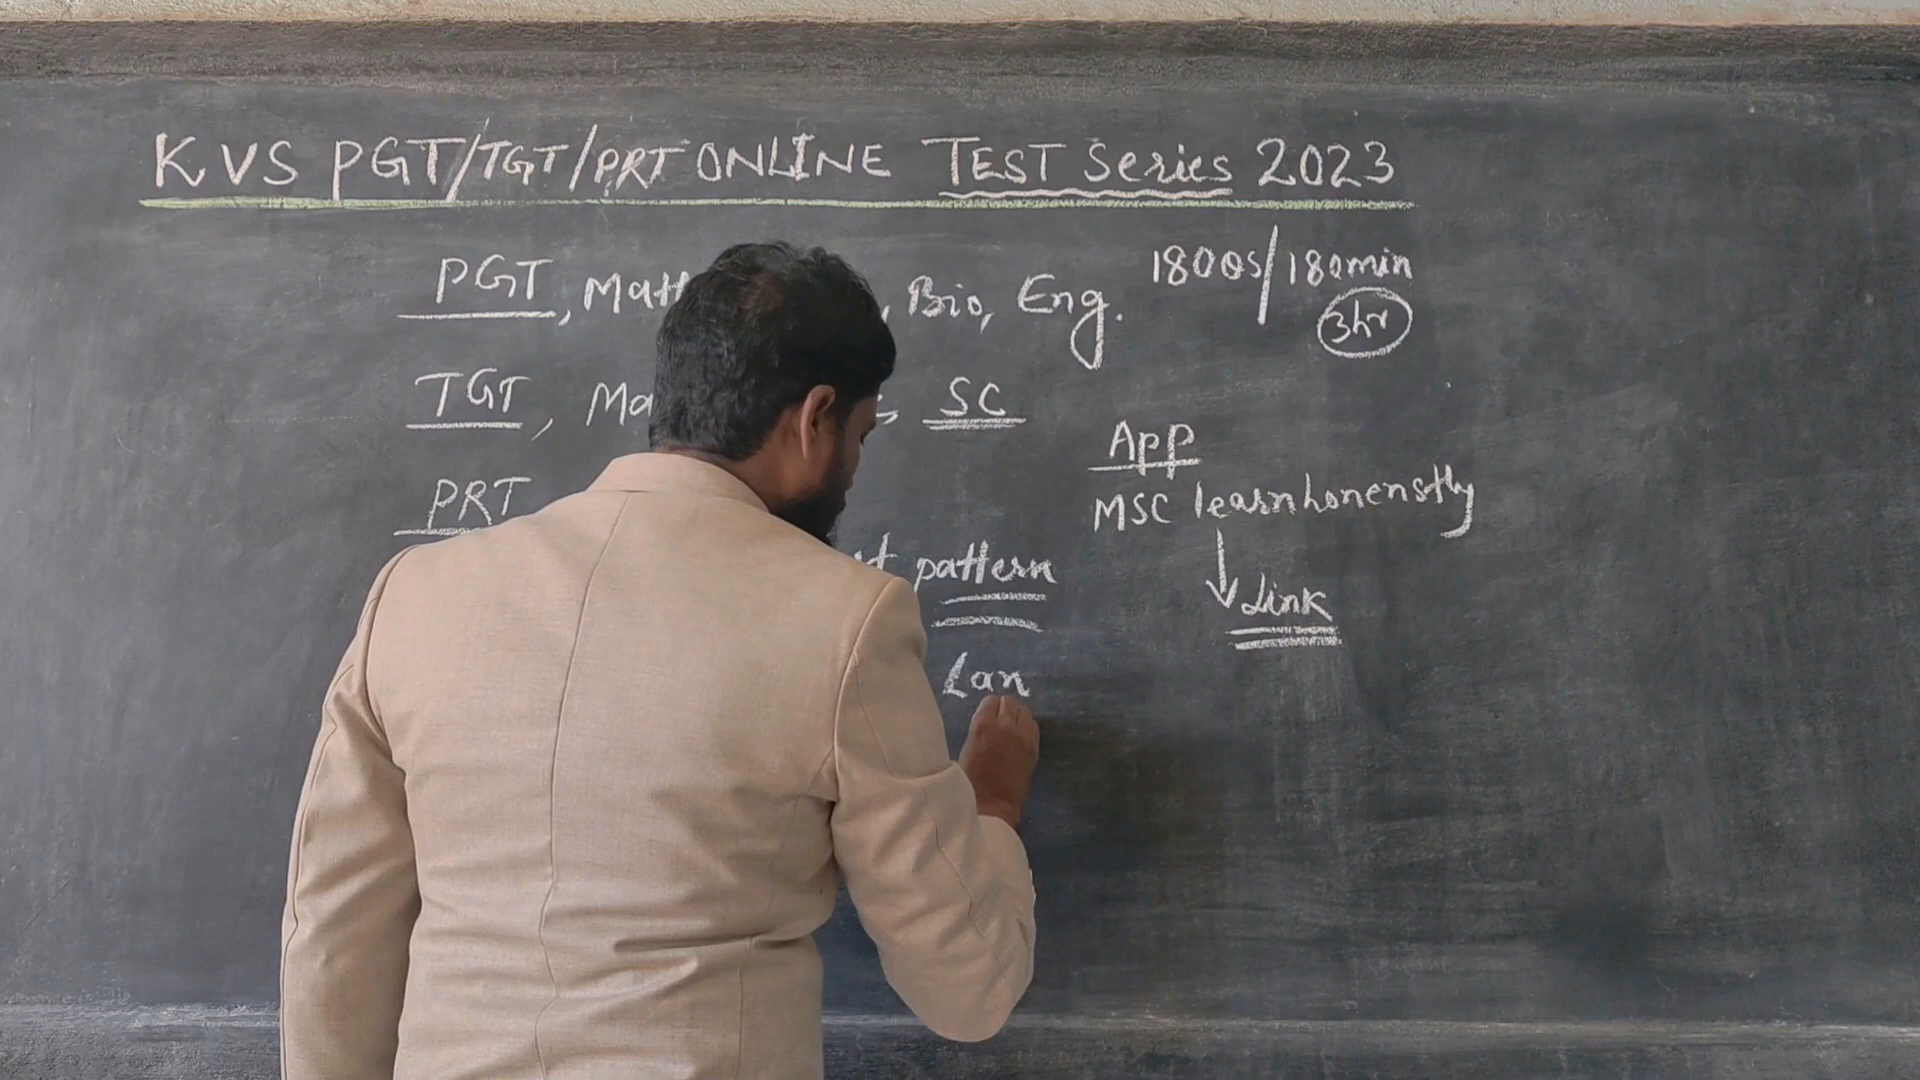 KVS PGT/TGT/PRT ONLINE TEST Series 2023
PGT, Math , Bio, Eng.
180Qs/180min
3hr
TGT, Ma , SC
App
MSC learnhonenstly
PRT
pattern
Link
Lan